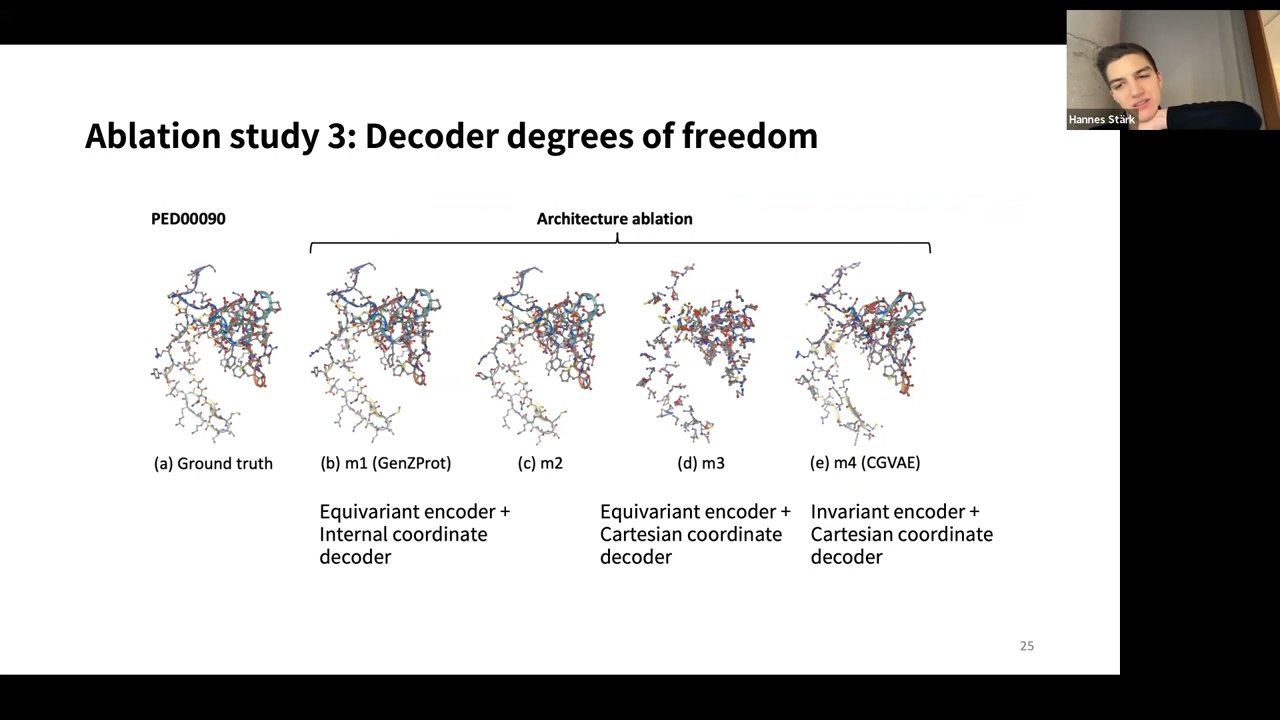 Hannes Stärk
Ablation study 3: Decoder degrees of freedom
PED00090
Architecture ablation
(a) Ground truth
(b) m1 (GenZProt)
(c) m2
(d) m3
(e) m4 (CGVAE)
Equivariant encoder +
Internal coordinate
decoder
Equivariant encoder +
Cartesian coordinate
decoder
Invariant encoder +
Cartesian coordinate
decoder
25